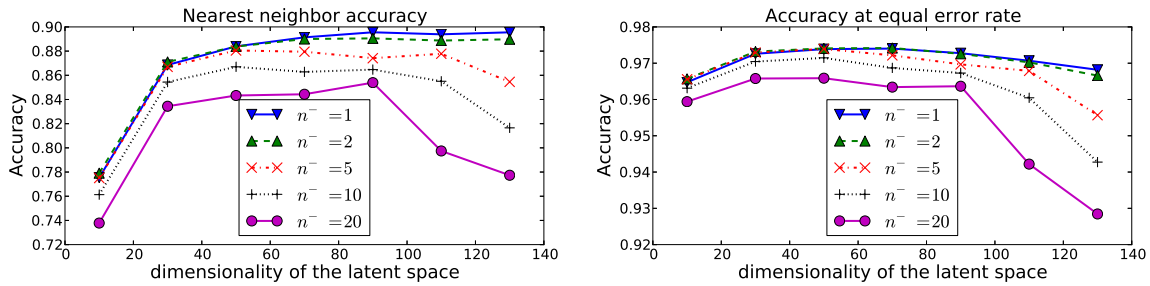 Nearest neighbor accuracy
Accuracy
0.90
0.88
0.86
0.84
0.82
0.80
0.78
0.76
0.74
0.72
n⁻ =1
n⁻ =2
n⁻ =5
n⁻ =10
n⁻ =20
0 20 40 60 80 100 120 140
dimensionality of the latent space
Accuracy at equal error rate
Accuracy
0.98
0.97
0.96
0.95
0.94
0.93
0.92
n⁻ =1
n⁻ =2
n⁻ =5
n⁻ =10
n⁻ =20
0 20 40 60 80 100 120 140
dimensionality of the latent space